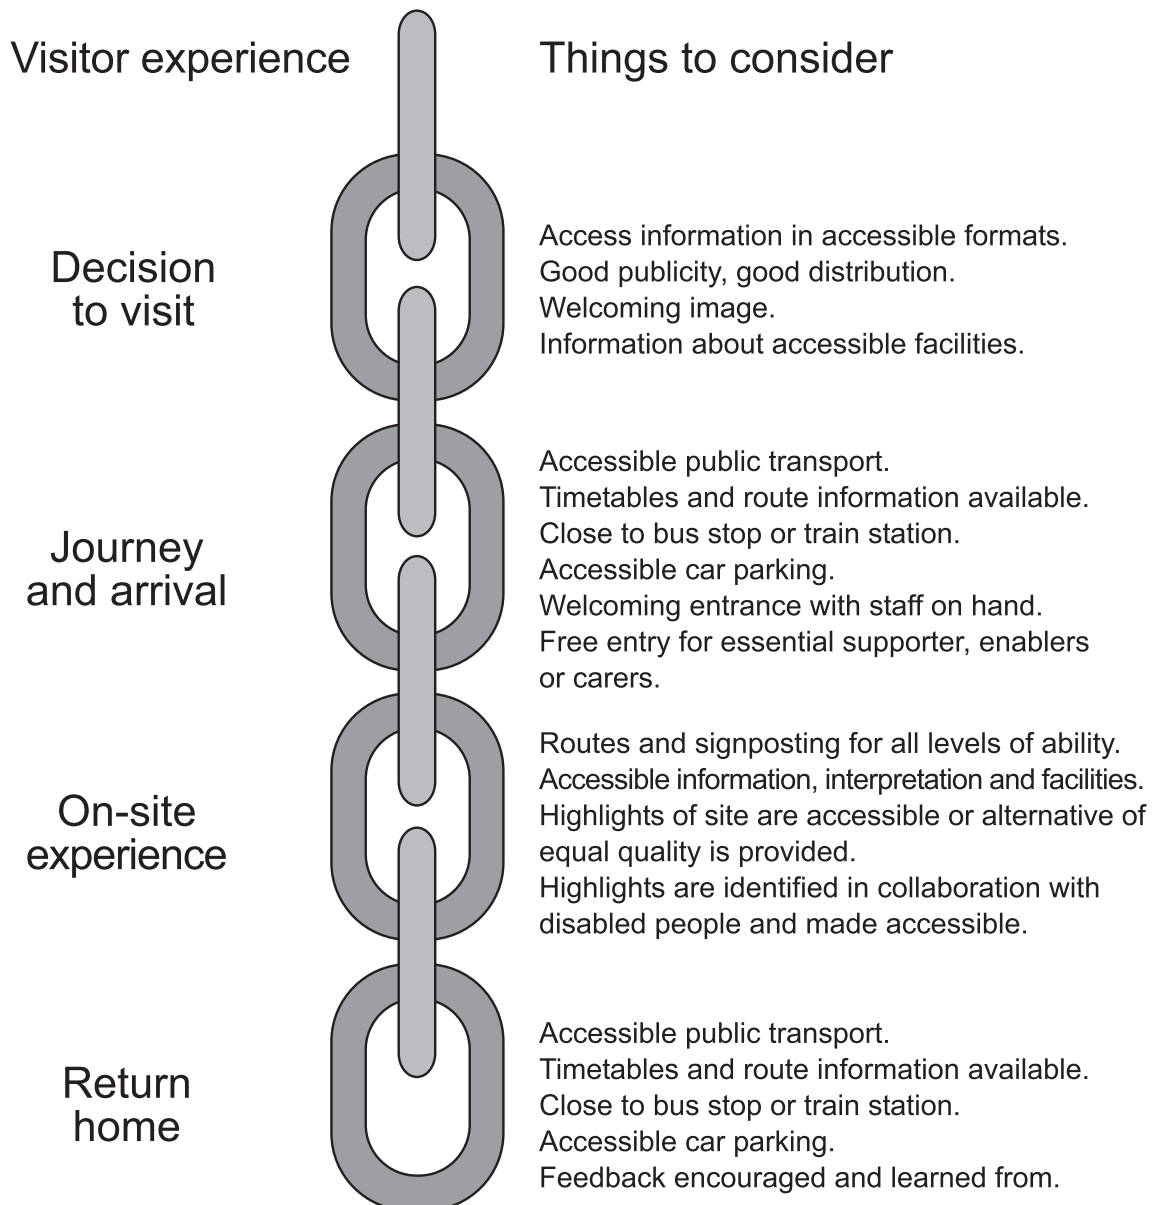 Visitor experience
Things to consider
Decision
to visit
Access information in accessible formats.
Good publicity, good distribution.
Welcoming image.
Information about accessible facilities.
Journey
and arrival
Accessible public transport.
Timetables and route information available.
Close to bus stop or train station.
Accessible car parking.
Welcoming entrance with staff on hand.
Free entry for essential supporter, enablers
or carers.
On-site
experience
Routes and signposting for all levels of ability.
Accessible information, interpretation and facilities.
Highlights of site are accessible or alternative of
equal quality is provided.
Highlights are identified in collaboration with
disabled people and made accessible.
Return
home
Accessible public transport.
Timetables and route information available.
Close to bus stop or train station.
Accessible car parking.
Feedback encouraged and learned from.